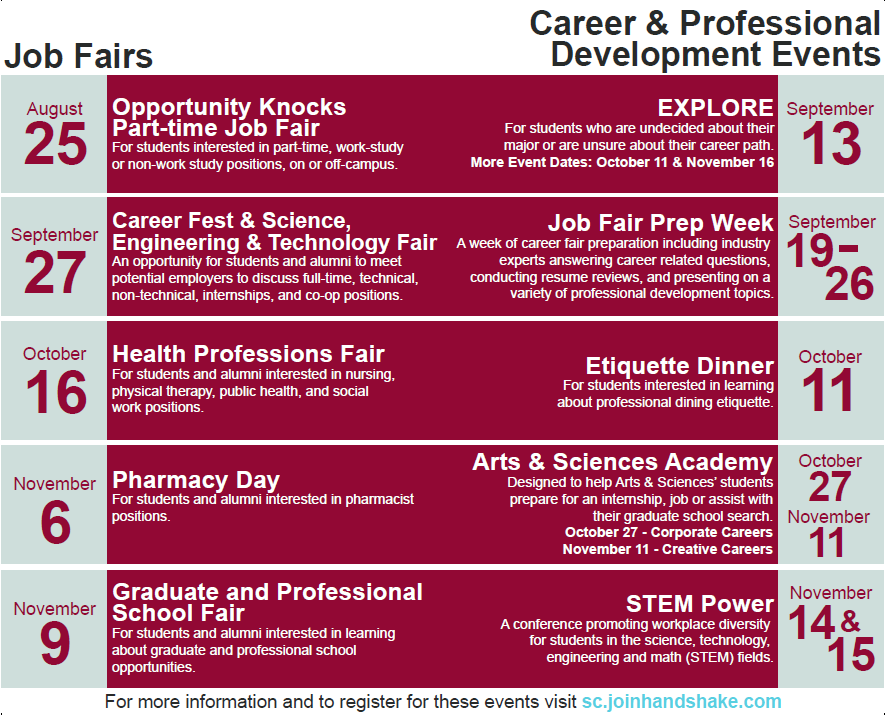 Job Fairs
Career & Professional
Development Events
August
25
Opportunity Knocks
Part-time Job Fair
For students interested in part-time, work-study
or non-work study positions, on or off-campus.
EXPLORE
For students who are undecided about their
major or are unsure about their career path.
More Event Dates: October 11 & November 16
September
13
September
27
Career Fest & Science,
Engineering & Technology Fair
An opportunity for students and alumni to meet
potential employers to discuss full-time, technical,
non-technical, internships, and co-op positions.
Job Fair Prep Week
A week of career fair preparation including industry
experts answering career related questions,
conducting resume reviews, and presenting on a
variety of professional development topics.
September
19-
26
October
16
Health Professions Fair
For students and alumni interested in nursing,
physical therapy, public health, and social
work positions.
Etiquette Dinner
For students interested in learning
about professional dining etiquette.
October
11
November
6
Pharmacy Day
For students and alumni interested in pharmacist
positions.
Arts & Sciences Academy
Designed to help Arts & Sciences' students
prepare for an internship, job or assist with
their graduate school search.
October 27 - Corporate Careers
November 11 - Creative Careers
October
27
November
11
November
9
Graduate and Professional
School Fair
For students and alumni interested in learning
about graduate and professional school
opportunities.
STEM Power
A conference promoting workplace diversity
for students in the science, technology,
engineering and math (STEM) fields.
November
14 &
15
For more information and to register for these events visit sc.joinhandshake.com